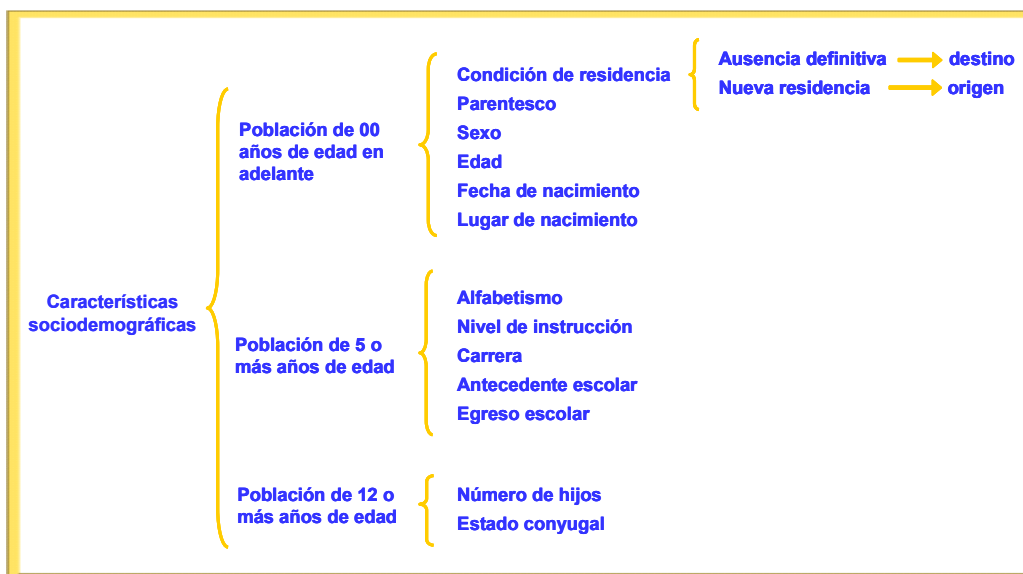 Características
sociodemográficas
Población de 00
años de edad en
adelante
Condición de residencia
Ausencia definitiva destino
Nueva residencia origen
Parentesco
Sexo
Edad
Fecha de nacimiento
Lugar de nacimiento
Población de 5 o
más años de edad
Alfabetismo
Nivel de instrucción
Carrera
Antecedente escolar
Egreso escolar
Población de 12 o
más años de edad
Número de hijos
Estado conyugal